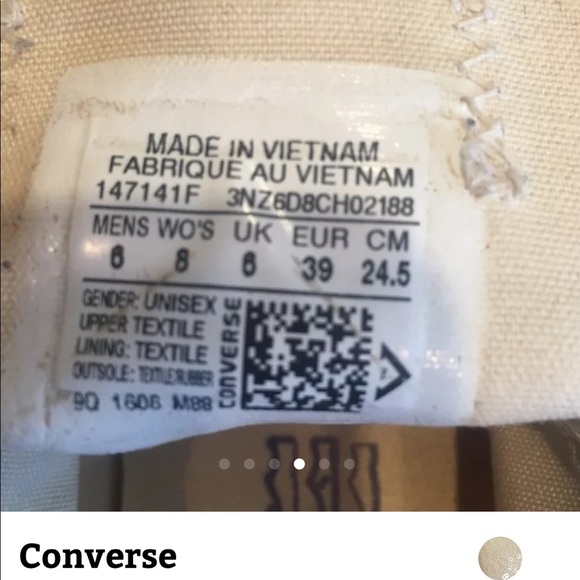 MADE IN VIETNAM
FABRIQUE AU VIETNAM
147141F 3NZ6D8CH02188
MENS WO'S UK EUR CM
6 8 6 39 24.5
GENDER: UNISEX
UPPER TEXTILE
LINING: TEXTILE
OUTSOLE: TEXTILE/RUBBER
9Q 1606 M88
CONVERSE
Converse